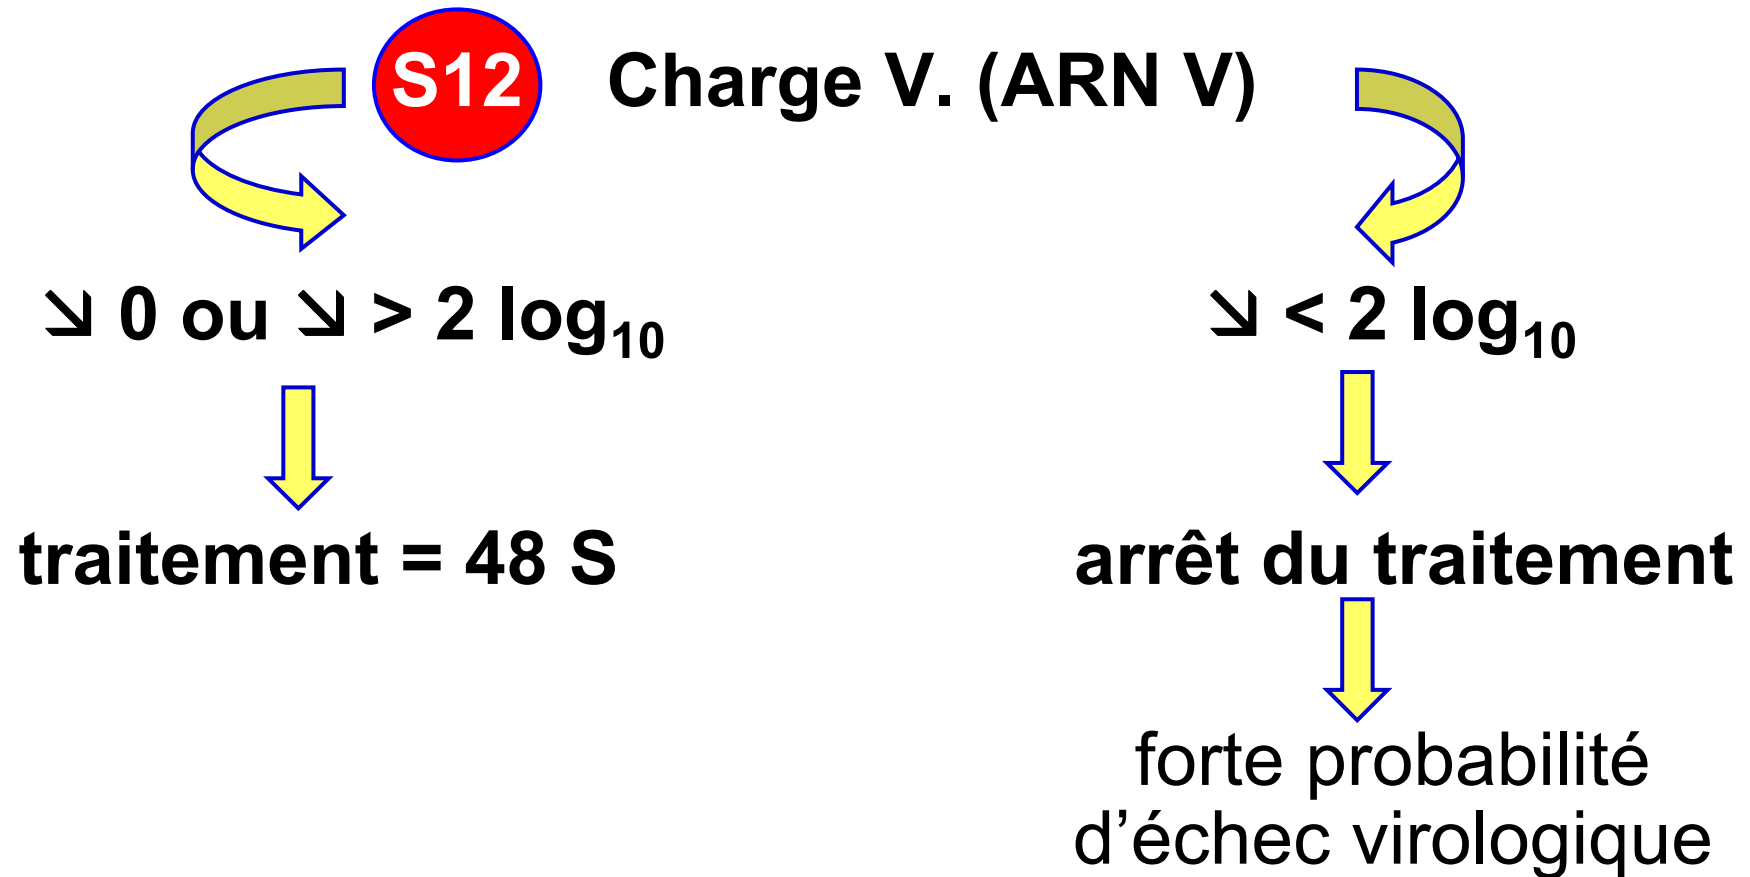 S12 Charge V. (ARN V)
↘ 0 ou ↘ > 2 log₁₀
↘ < 2 log₁₀
traitement = 48 S
arrêt du traitement
forte probabilité
d’échec virologique